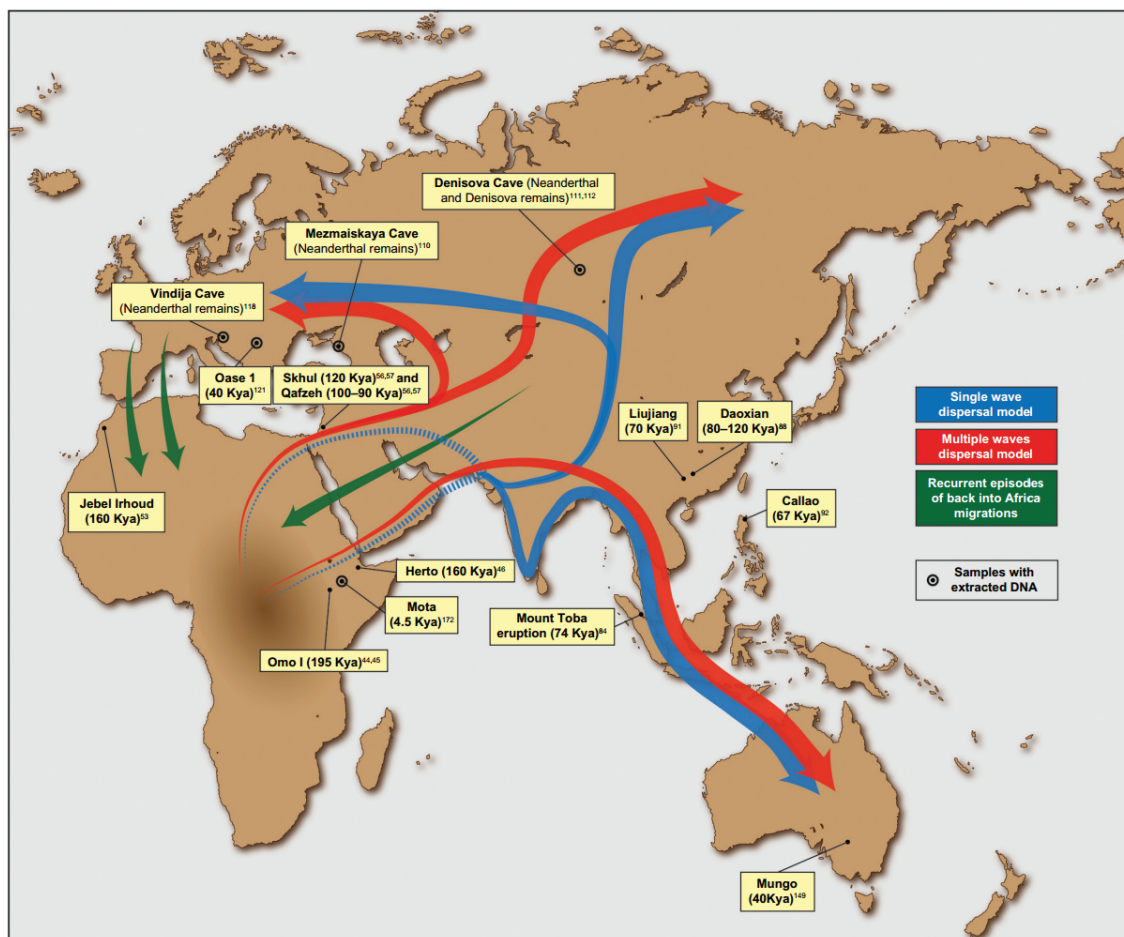 Denisova Cave (Neanderthal
and Denisova remains)111,112
Mezmaiskaya Cave
(Neanderthal remains)110
Vindija Cave
(Neanderthal remains)118
Oase 1
(40 Kya)121
Skhul (120 Kya)56,57 and
Qafzeh (100–90 Kya)56,57
Liujiang
(70 Kya)91
Daoxian
(80–120 Kya)88
Single wave
dispersal model
Multiple waves
dispersal model
Recurrent episodes
of back into Africa
migrations
Jebel Irhoud
(160 Kya)53
Callao
(67 Kya)92
Herto (160 Kya)46
Samples with
extracted DNA
Mota
(4.5 Kya)172
Mount Toba
eruption (74 Kya)84
Omo I (195 Kya)44,45
Mungo
(40Kya)149